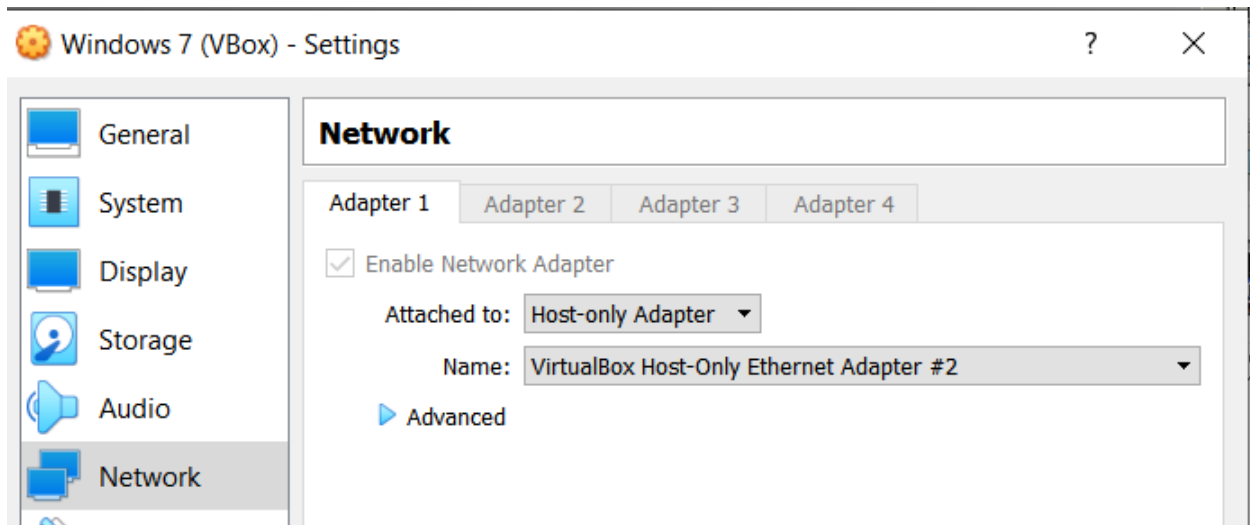 Windows 7 (VBox) - Settings
?
General
System
Display
Storage
Audio
Network
Network
Adapter 1
Adapter 2
Adapter 3
Adapter 4
Enable Network Adapter
Attached to: Host-only Adapter
Name: VirtualBox Host-Only Ethernet Adapter #2
Advanced